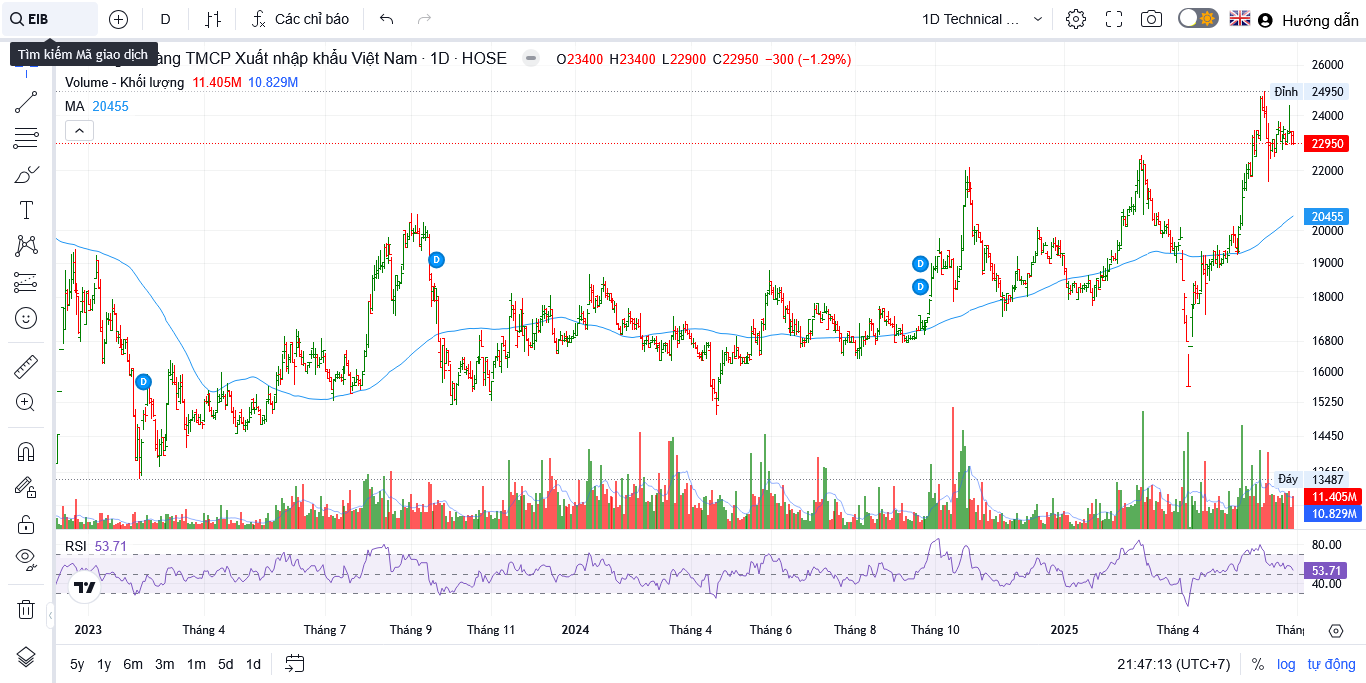 EIB
D
Các chỉ báo
1D Technical ...
Hướng dẫn
Tìm kiếm Mã giao dịch
àng TMCP Xuất nhập khẩu Việt Nam · 1D · HOSE
O23400 H23400 L22900 C22950 −300 (−1.29%)
Volume - Khối lượng 11.405M 10.829M
MA 20455
26000
Đỉnh 24950
24000
22950
22000
20455
20000
19000
18000
16800
16000
15250
14450
13650
Đáy 13487
11.405M
10.829M
D
D
D
D
RSI 53.71
80.00
53.71
40.00
2023 Tháng 4 Tháng 7 Tháng 9 Tháng 11 2024 Tháng 4 Tháng 6 Tháng 8 Tháng 10 2025 Tháng 4 Thán
5y 1y 6m 3m 1m 5d 1d
21:47:13 (UTC+7) % log tự động